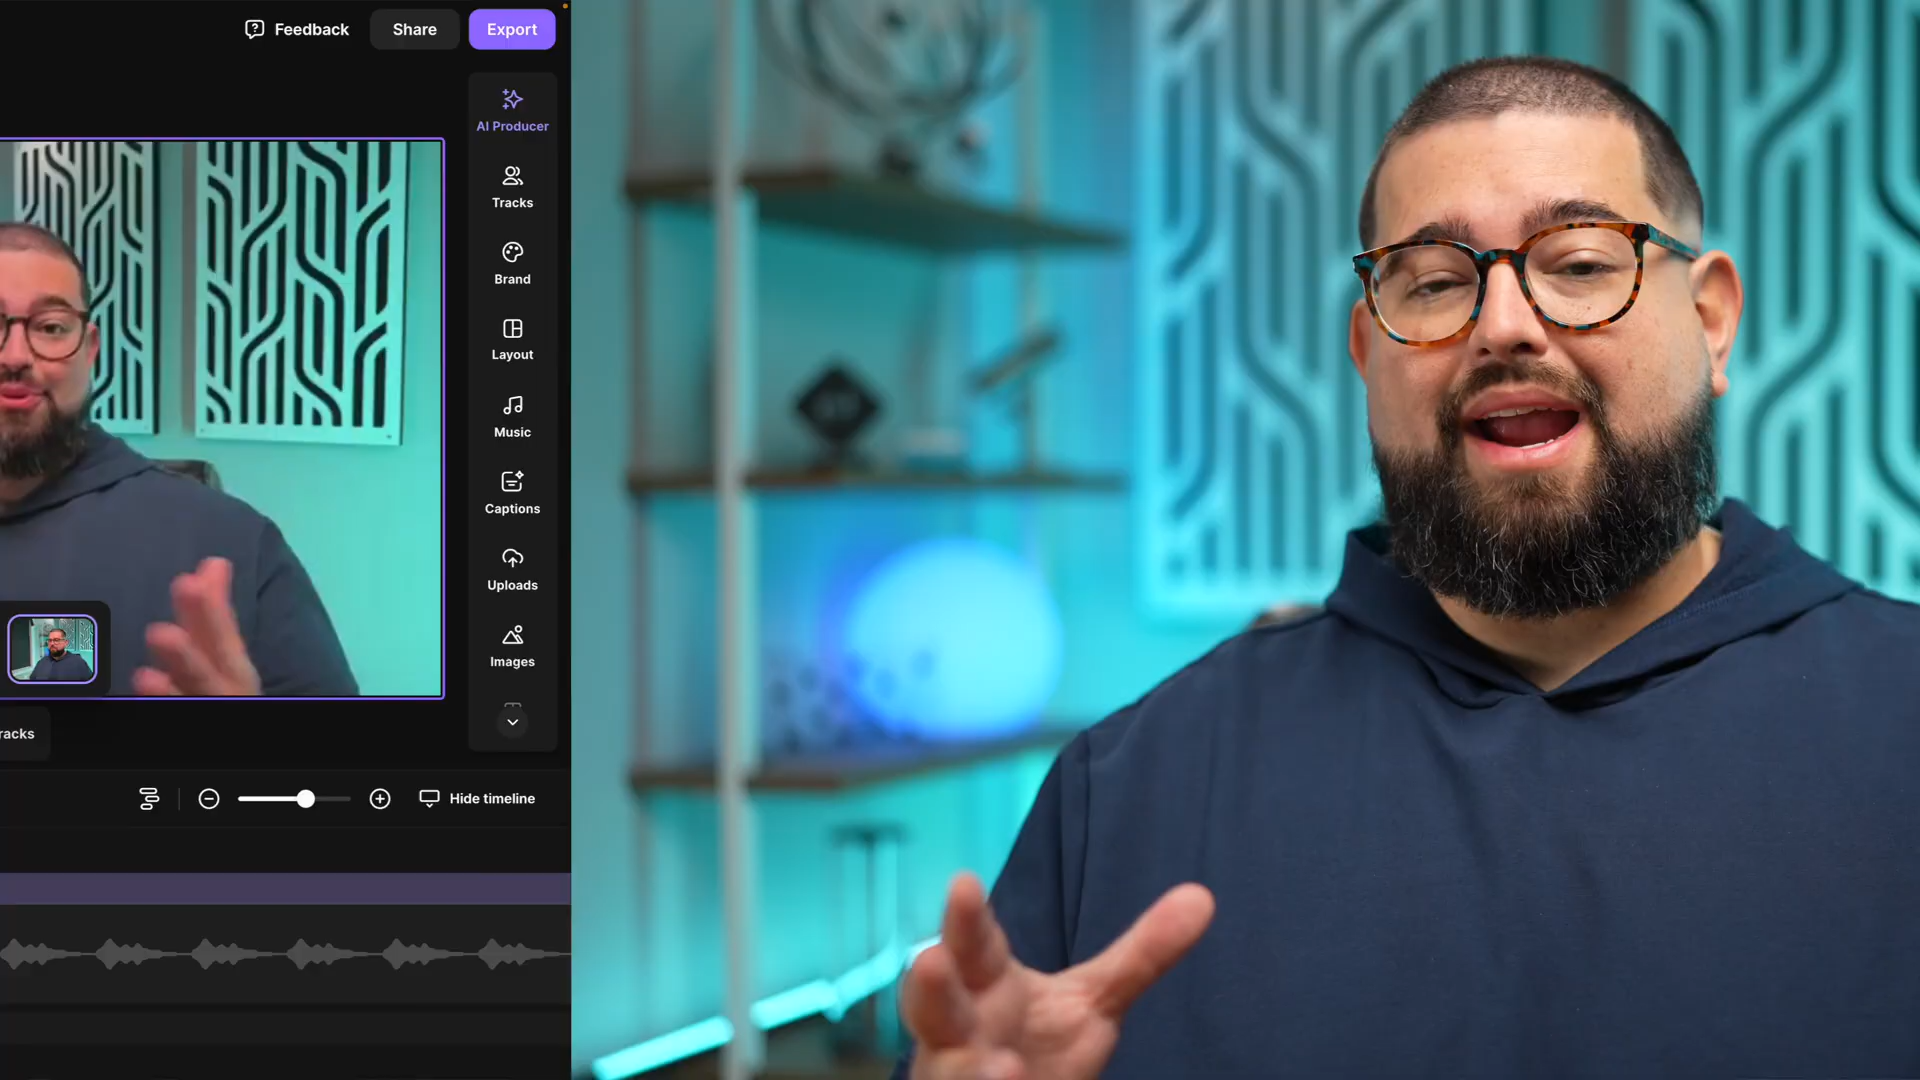 Feedback
Share
Export
AI Producer
Tracks
Brand
Layout
Music
Captions
Uploads
Images
racks
Hide timeline